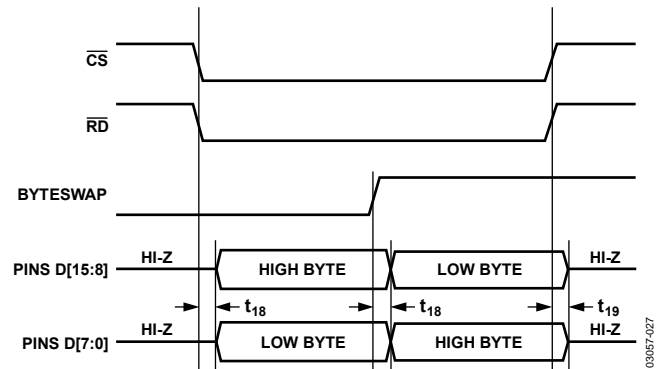 CS
RD
BYTESWAP
PINS D[15:8] HI-Z HIGH BYTE LOW BYTE HI-Z
t18 t18 t19
PINS D[7:0] HI-Z LOW BYTE HIGH BYTE HI-Z
03057-027